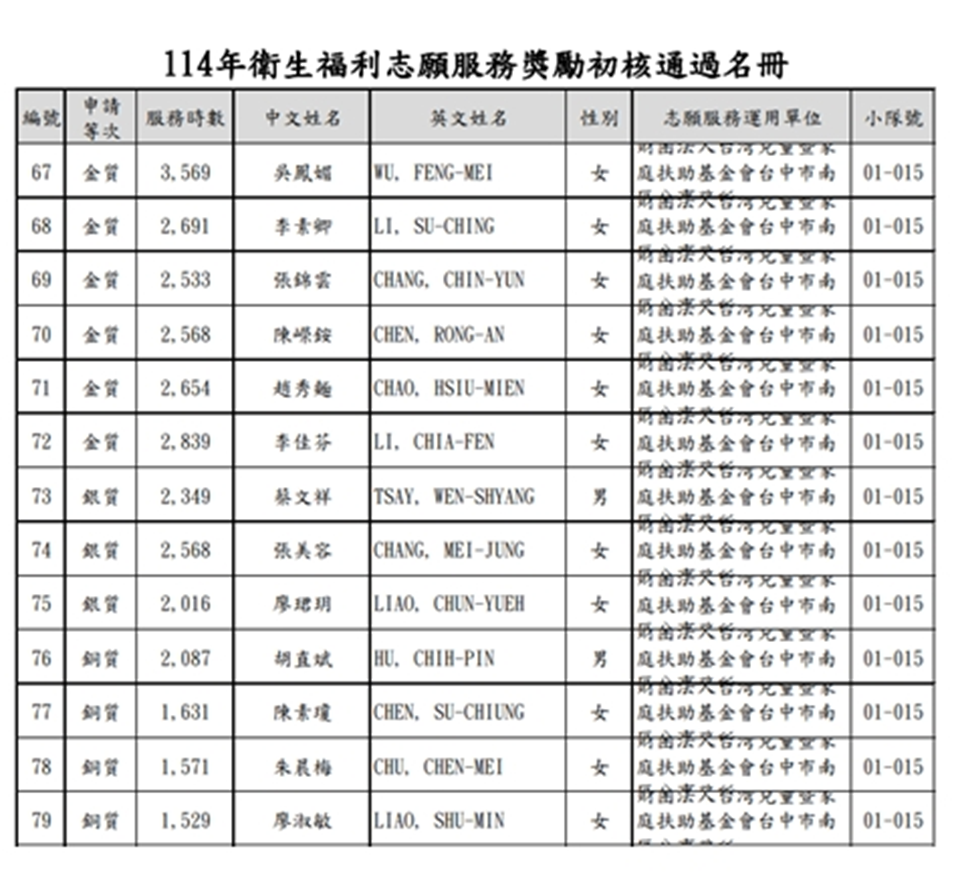 114年衛生福利志願服務獎勵初核通過名冊
編號 申請等次 服務時數 中文姓名 英文姓名 性別 志願服務運用單位 小隊號
67 金質 3,569 吳鳳媚 WU, FENG-MEI 女 庭扶助基金會台中市南 01-015
68 金質 2,691 李素卿 LI, SU-CHING 女 庭扶助基金會台中市南 01-015
69 金質 2,533 張錦雲 CHANG, CHIN-YUN 女 庭扶助基金會台中市南 01-015
70 金質 2,568 陳嶸銨 CHEN, RONG-AN 女 庭扶助基金會台中市南 01-015
71 金質 2,654 趙秀 CHAO, HSIU-MIEN 女 庭扶助基金會台中市南 01-015
72 金質 2,839 李佳芬 LI, CHIA-FEN 女 庭扶助基金會台中市南 01-015
73 銀質 2,349 蔡文祥 TSAY, WEN-SHYANG 男 庭扶助基金會台中市南 01-015
74 銀質 2,568 張美容 CHANG, MEI-JUNG 女 庭扶助基金會台中市南 01-015
75 銀質 2,016 廖珺玥 LIAO, CHUN-YUEH 女 庭扶助基金會台中市南 01-015
76 銅質 2,087 胡直斌 HU, CHIH-PIN 男 庭扶助基金會台中市南 01-015
77 銅質 1,631 陳素瓊 CHEN, SU-CHIUNG 女 庭扶助基金會台中市南 01-015
78 銅質 1,571 朱晨梅 CHU, CHEN-MEI 女 庭扶助基金會台中市南 01-015
79 銅質 1,529 廖淑敏 LIAO, SHU-MIN 女 庭扶助基金會台中市南 01-015